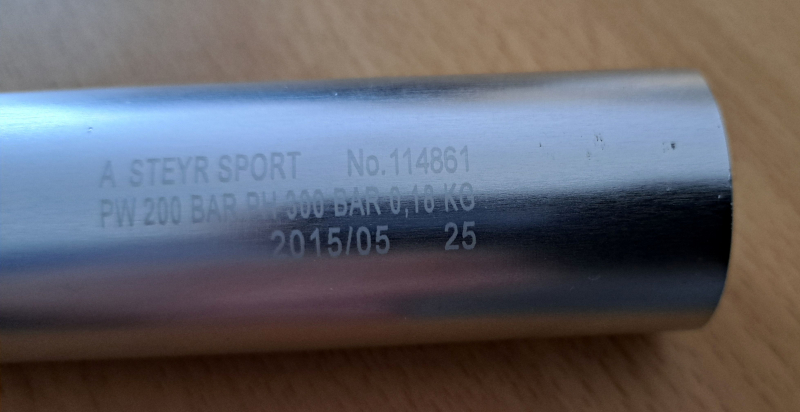 A STEYR SPORT No.114861
PW 200 BAR PH 300 BAR 0,18 KG
2015/05 25